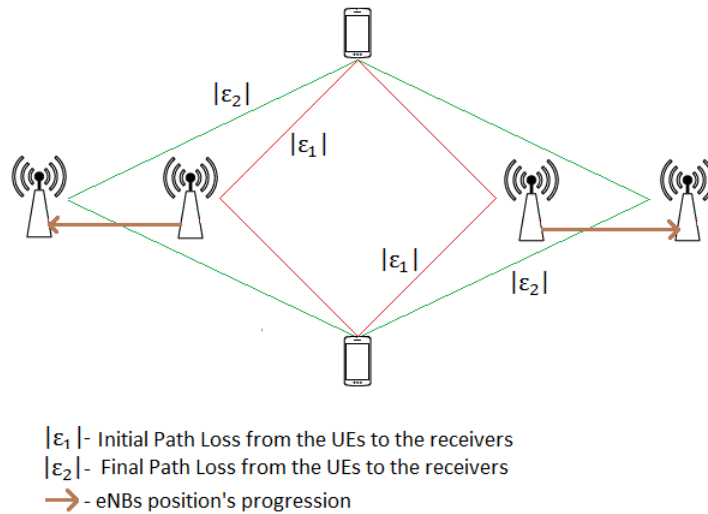 |ε₂|
|ε₁|
|ε₁|
|ε₂|
|ε₁| - Initial Path Loss from the UEs to the receivers
|ε₂| - Final Path Loss from the UEs to the receivers
→ - eNBs position's progression